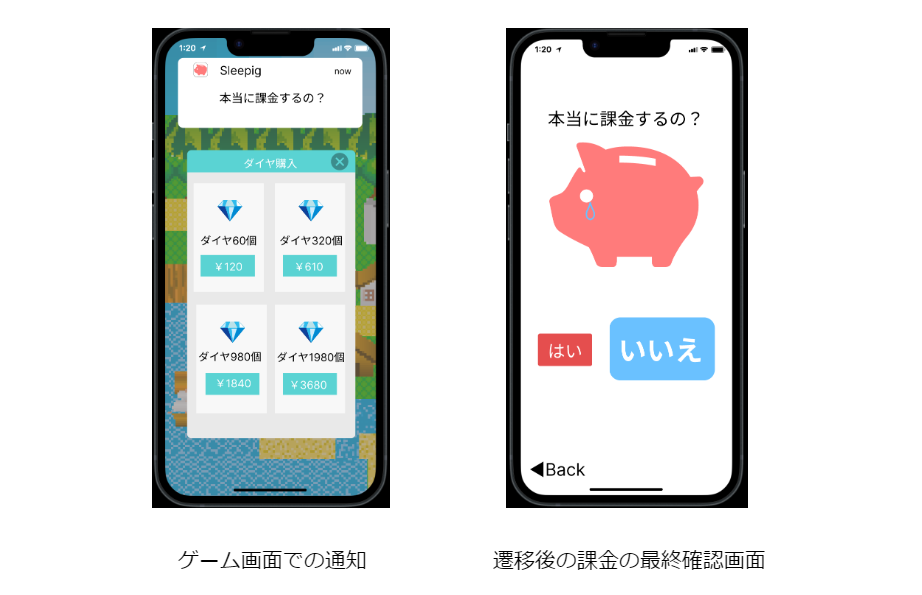 1:20
Sleepig
now
本当に課金するの？
ダイヤ購入
ダイヤ60個
ダイヤ320個
￥120
￥610
ダイヤ980個
ダイヤ1980個
￥1840
￥3680
ゲーム画面での通知
1:20
本当に課金するの？
はい
いいえ
◀Back
遷移後の課金の最終確認画面